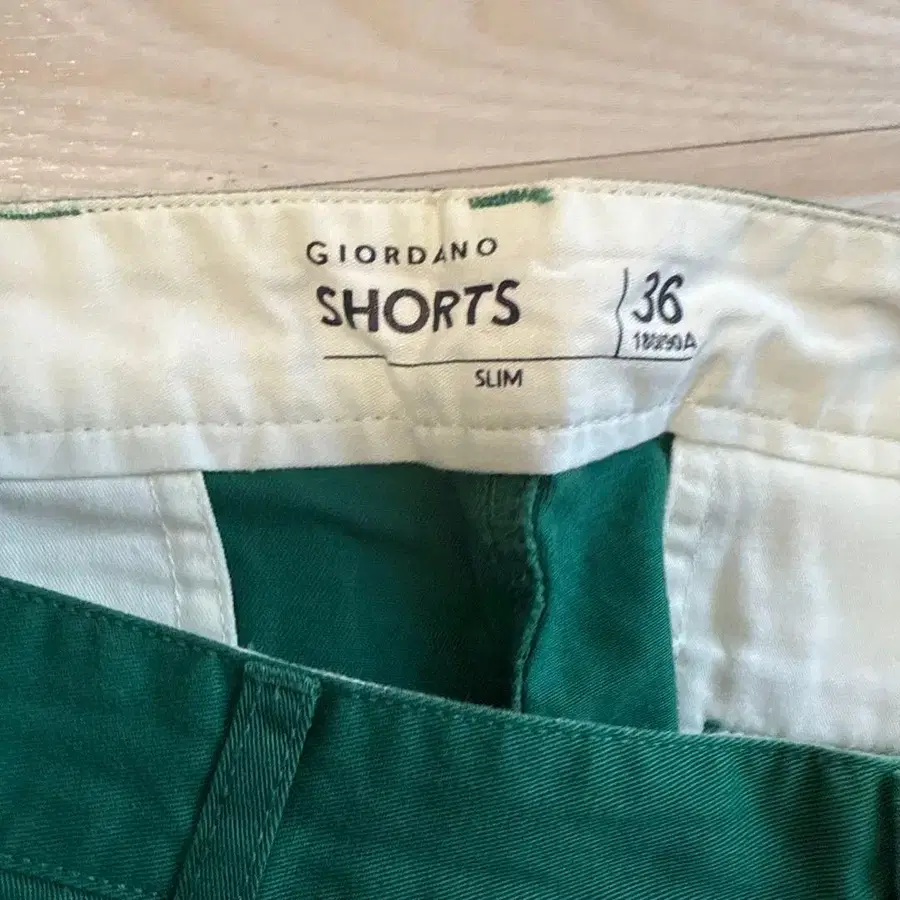 GIORDANO
SHORTS
36
180/90A
SLIM